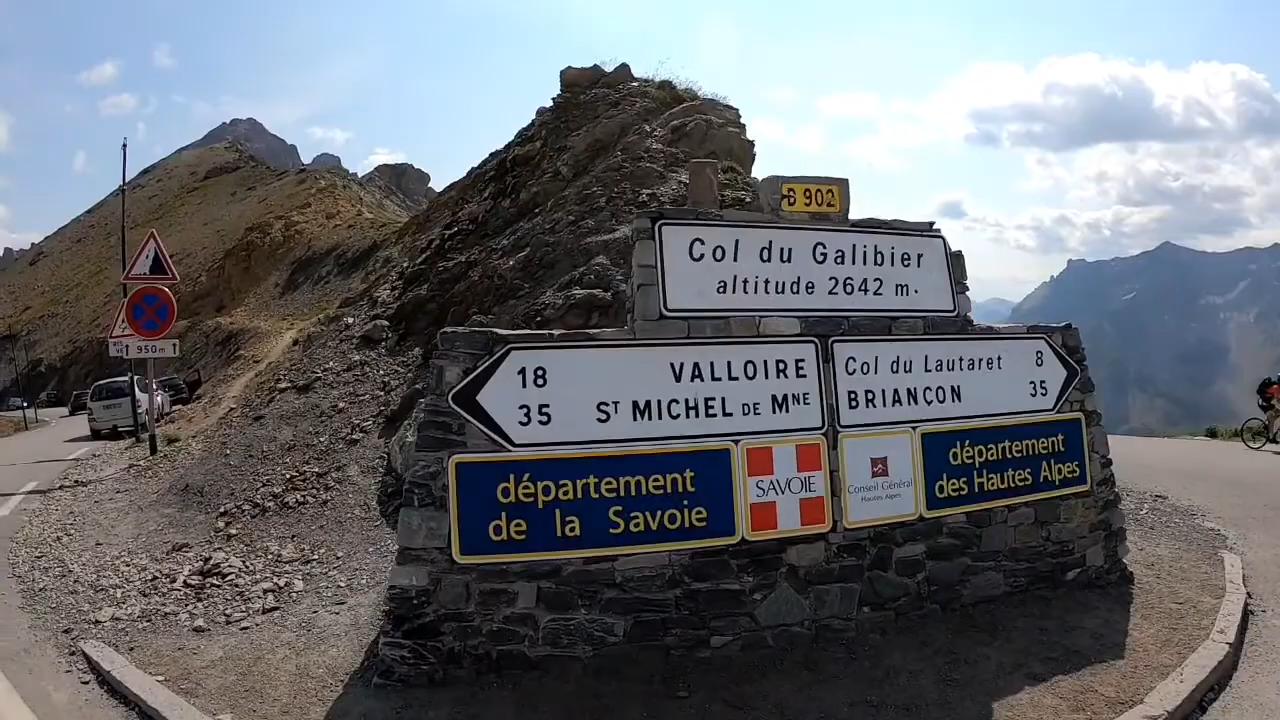 D 902
Col du Galibier
altitude 2642 m.
18 VALLOIRE
35 ST MICHEL DE MNE
Col du Lautaret 8
BRIANÇON 35
département
de la Savoie
SAVOIE
Conseil Général
Hautes Alpes
département
des Hautes Alpes
950 m